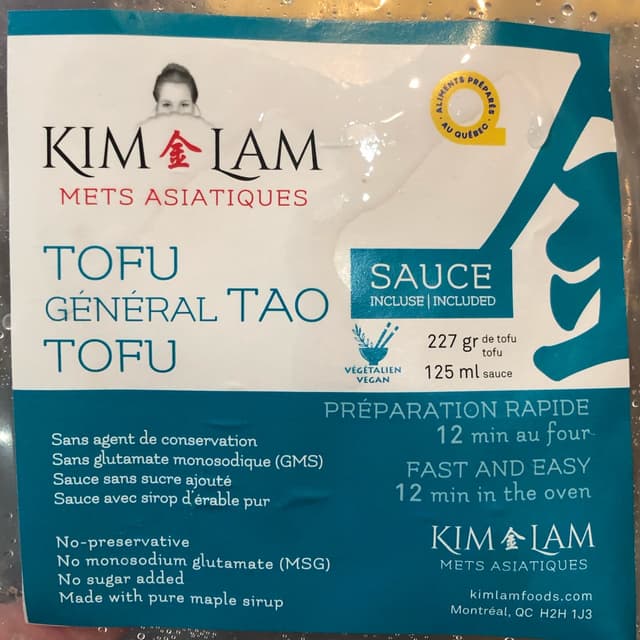 ALIMENTS PRÉPARÉS
AU QUÉBEC
KIM 金 LAM
METS ASIATIQUES
TOFU
GÉNÉRAL TAO
TOFU
SAUCE
INCLUSE | INCLUDED
VÉGÉTALIEN
VEGAN
227 gr de tofu
tofu
125 ml sauce
PRÉPARATION RAPIDE
12 min au four
FAST AND EASY
12 min in the oven
Sans agent de conservation
Sans glutamate monosodique (GMS)
Sauce sans sucre ajouté
Sauce avec sirop d'érable pur
No-preservative
No monosodium glutamate (MSG)
No sugar added
Made with pure maple sirup
KIM 金 LAM
METS ASIATIQUES
kimlamfoods.com
Montréal, QC H2H 1J3